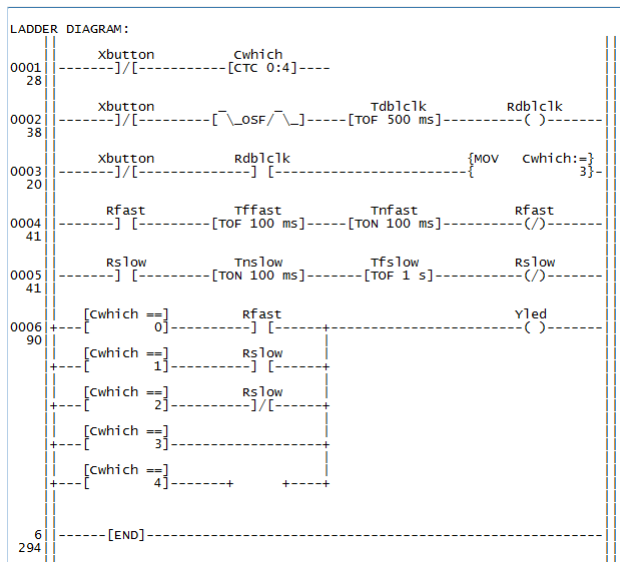 LADDER DIAGRAM:
Xbutton Cwhich
0001 ]/[ [CTC 0:4]
28
Xbutton _ _ Tdblclk Rdblclk
0002 ]/[ [ \_OSF/ \_] [TOF 500 ms] ( )
38
Xbutton Rdblclk {MOV Cwhich:=}
0003 ]/[ ] [ { 3}
20
Rfast Tffast Tnfast Rfast
0004 ] [ [TOF 100 ms] [TON 100 ms] (/)
41
Rslow Tnslow Tfslow Rslow
0005 ] [ [TON 100 ms] [TOF 1 s] (/)
41
[Cwhich ==] Rfast Yled
0006 [ 0] ] [ ( )
90
[Cwhich ==] Rslow
[ 1] ] [
[Cwhich ==] Rslow
[ 2] ]/[
[Cwhich ==]
[ 3]
[Cwhich ==]
[ 4]
6 [END]
294